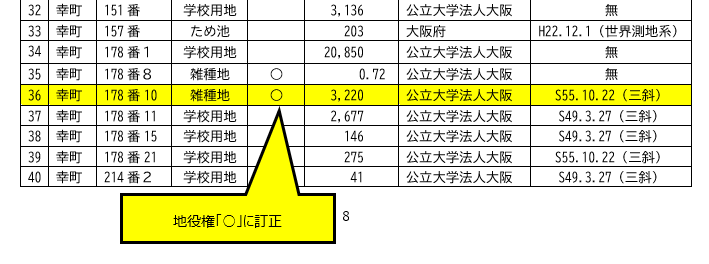 32 幸町 151 番 学校用地 3,136 公立大学法人大阪 無
33 幸町 157 番 ため池 203 大阪府 H22.12.1（世界測地系）
34 幸町 178 番 1 学校用地 20,850 公立大学法人大阪 無
35 幸町 178 番 8 雑種地 ○ 0.72 公立大学法人大阪 無
36 幸町 178 番 10 雑種地 ○ 3,220 公立大学法人大阪 S55.10.22（三斜）
37 幸町 178 番 11 学校用地 2,677 公立大学法人大阪 S49.3.27（三斜）
38 幸町 178 番 15 学校用地 146 公立大学法人大阪 S49.3.27（三斜）
39 幸町 178 番 21 学校用地 275 公立大学法人大阪 S55.10.22（三斜）
40 幸町 214 番 2 学校用地 41 公立大学法人大阪 S49.3.27（三斜）
地役権「○」に訂正
8